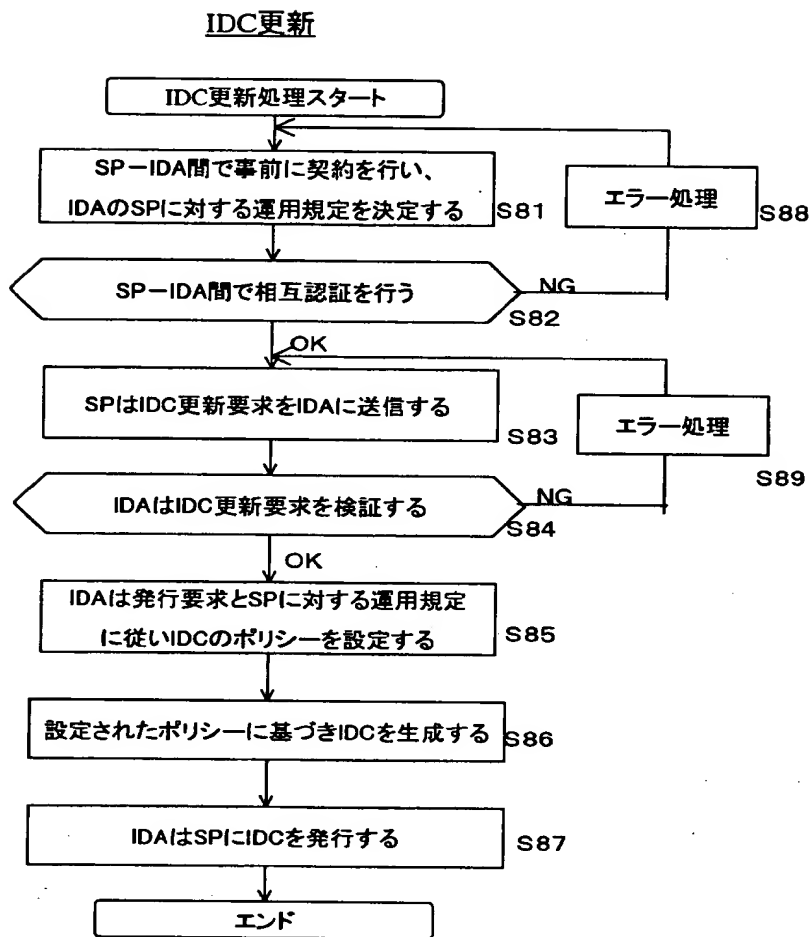 IDC更新
IDC更新処理スタート
SP－IDA間で事前に契約を行い、
IDAのSPに対する運用規定を決定する
S81
エラー処理
S88
SP－IDA間で相互認証を行う
NG
S82
OK
SPはIDC更新要求をIDAに送信する
S83
エラー処理
S89
IDAはIDC更新要求を検証する
NG
S84
OK
IDAは発行要求とSPに対する運用規定
に従いIDCのポリシーを設定する
S85
設定されたポリシーに基づきIDCを生成する
S86
IDAはSPにIDCを発行する
S87
エンド